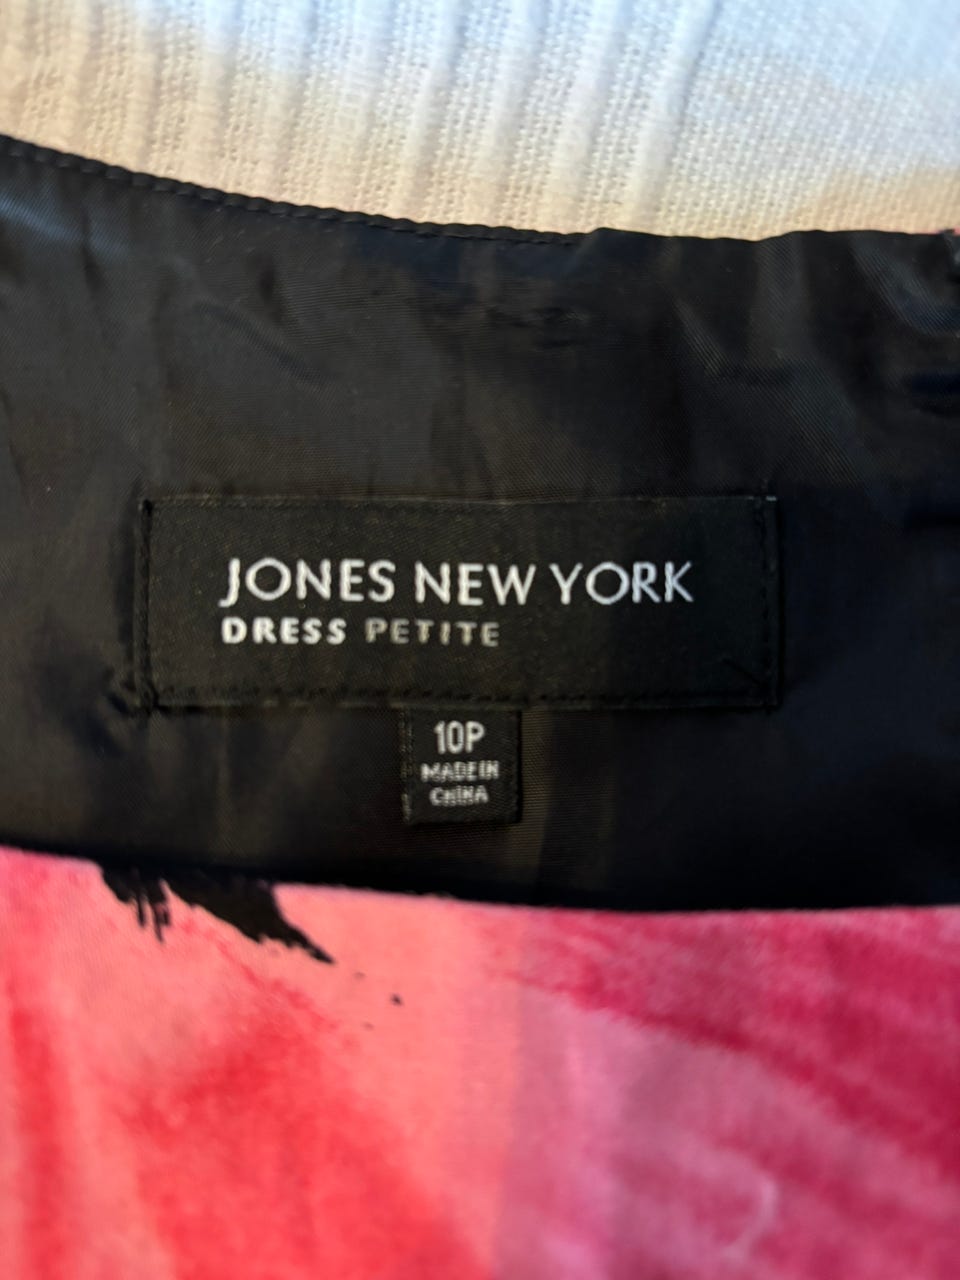 JONES NEW YORK
DRESS PETITE
10P
MADE IN
CHINA